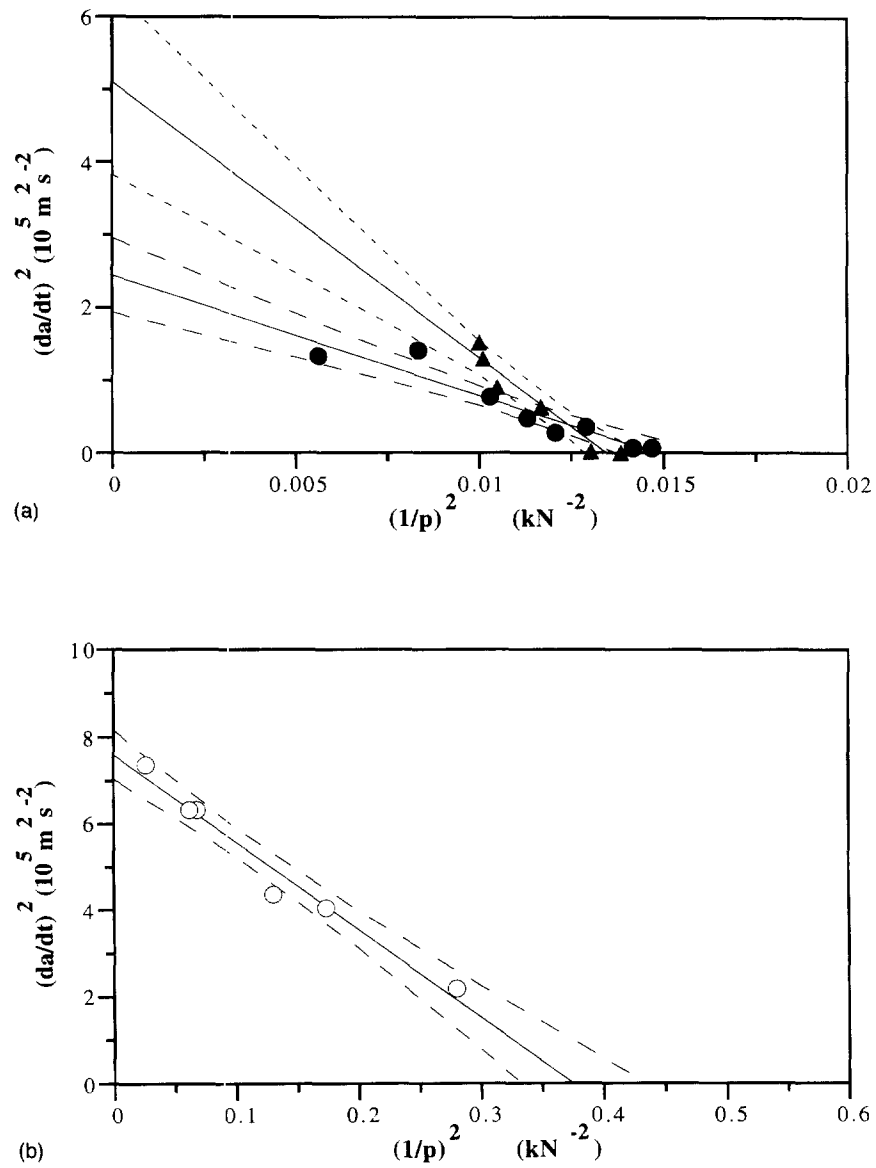 6
4
2
0
(da/dt)² (10⁵ m² s⁻²)
0 0.005 0.01 0.015 0.02
(1/p)² (kN⁻²)
(a)
10
8
6
4
2
0
(da/dt)² (10⁵ m² s⁻²)
0 0.1 0.2 0.3 0.4 0.5 0.6
(1/p)² (kN⁻²)
(b)